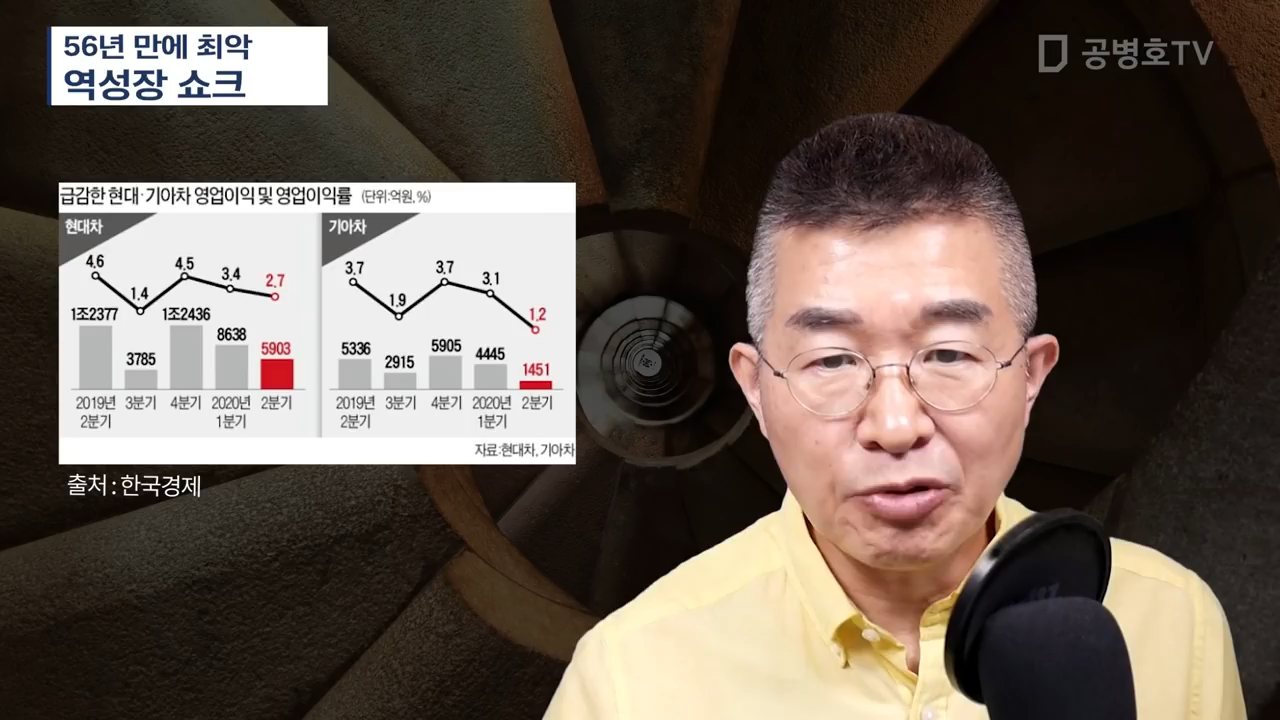 56년 만에 최악
역성장 쇼크
공병호TV
급감한 현대·기아차 영업이익 및 영업이익률 (단위:억원, %)
현대차
4.6 1.4 4.5 3.4 2.7
1조2377 3785 1조2436 8638 5903
2019년 3분기 4분기 2020년 2분기
2분기 1분기
기아차
3.7 1.9 3.7 3.1 1.2
5336 2915 5905 4445 1451
2019년 3분기 4분기 2020년 2분기
2분기 1분기
자료:현대차, 기아차
출처 : 한국경제